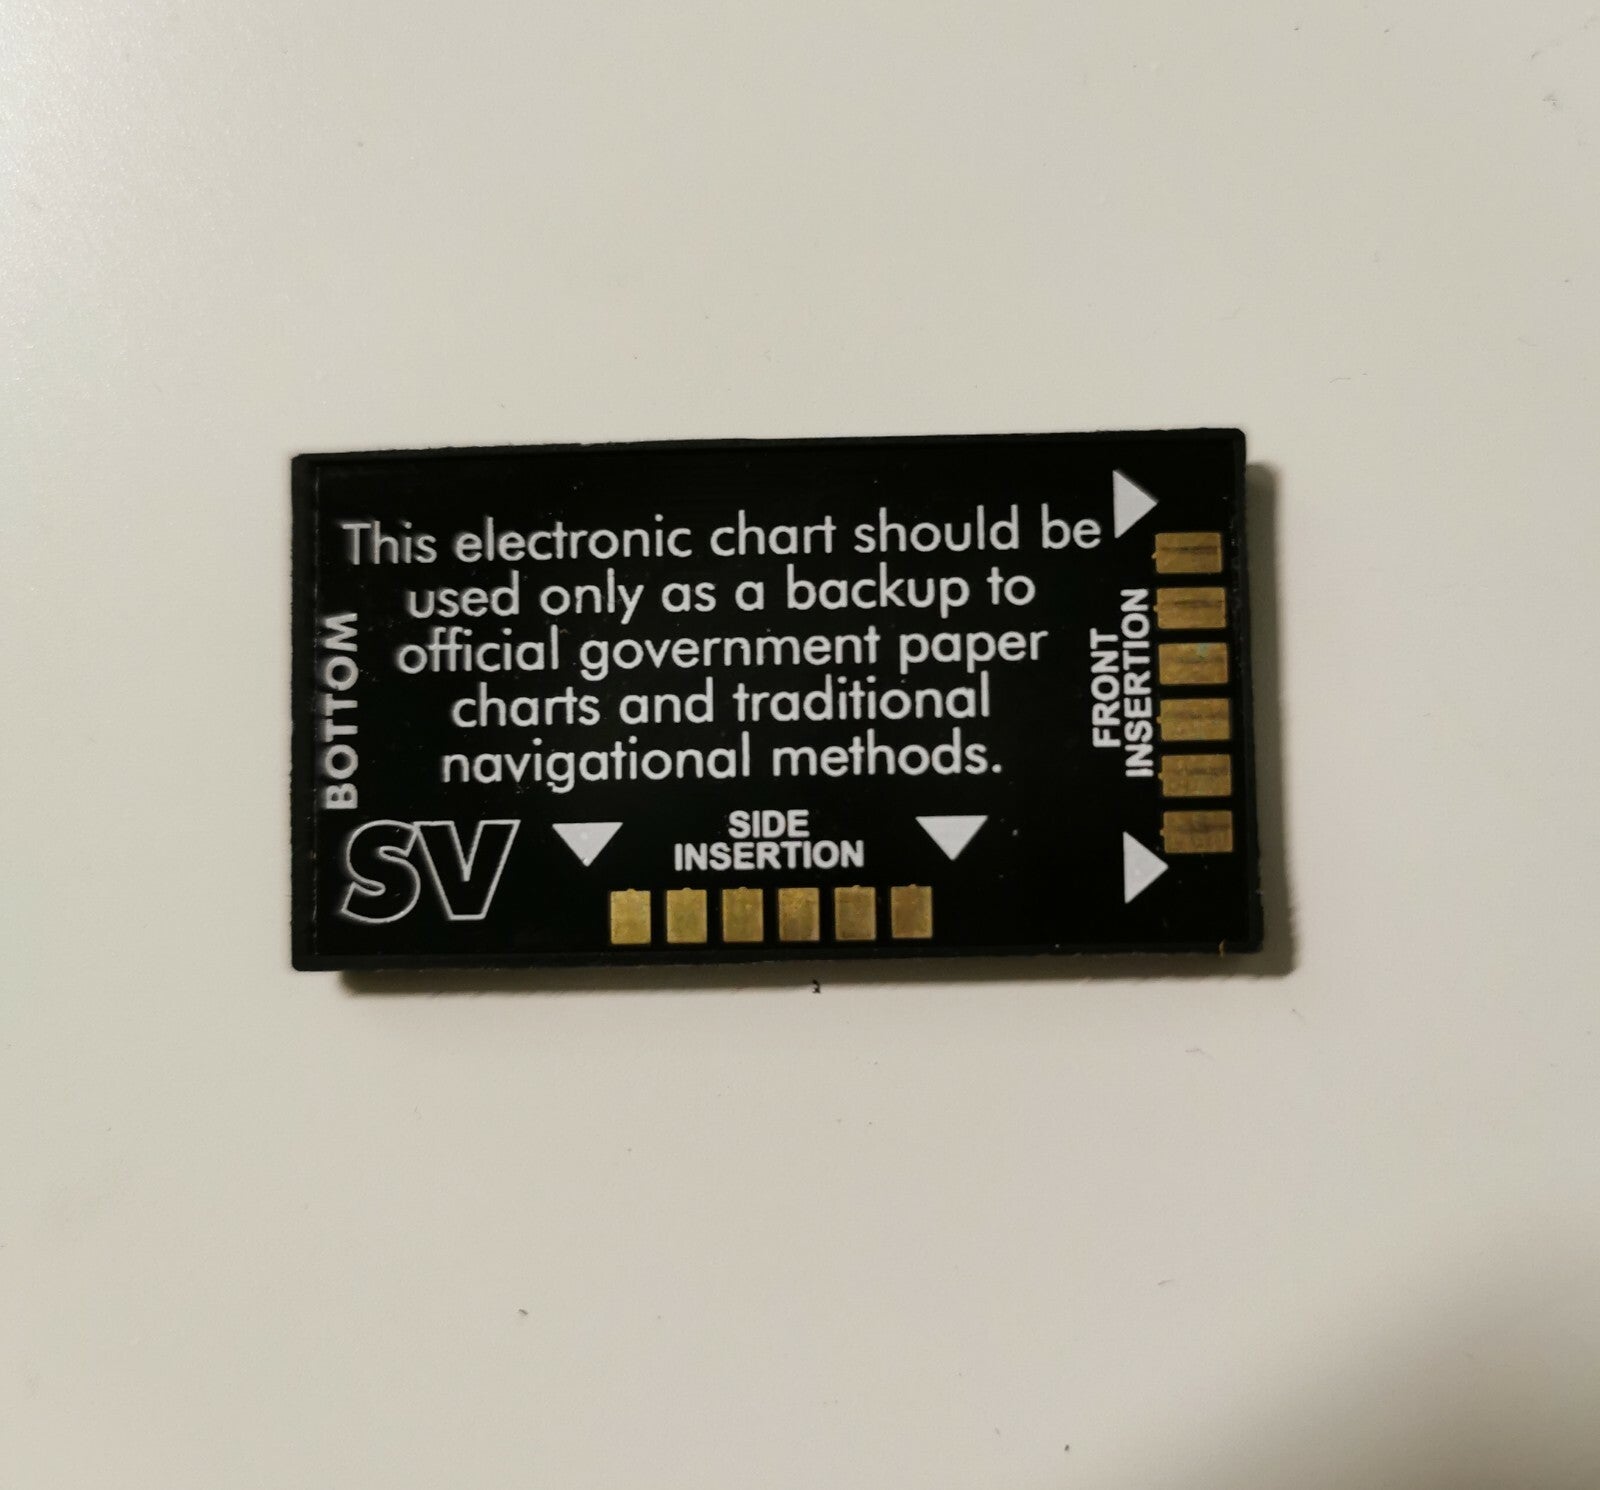 This electronic chart should be
used only as a backup to
official government paper
charts and traditional
navigational methods.
BOTTOM
SV
SIDE
INSERTION
FRONT
INSERTION